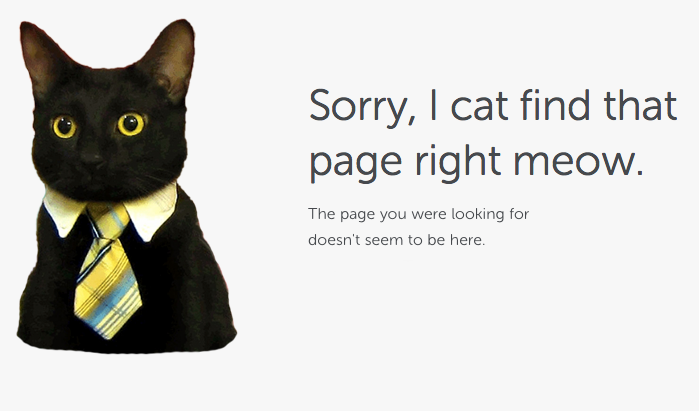 Sorry, I cat find that
page right meow.
The page you were looking for
doesn't seem to be here.